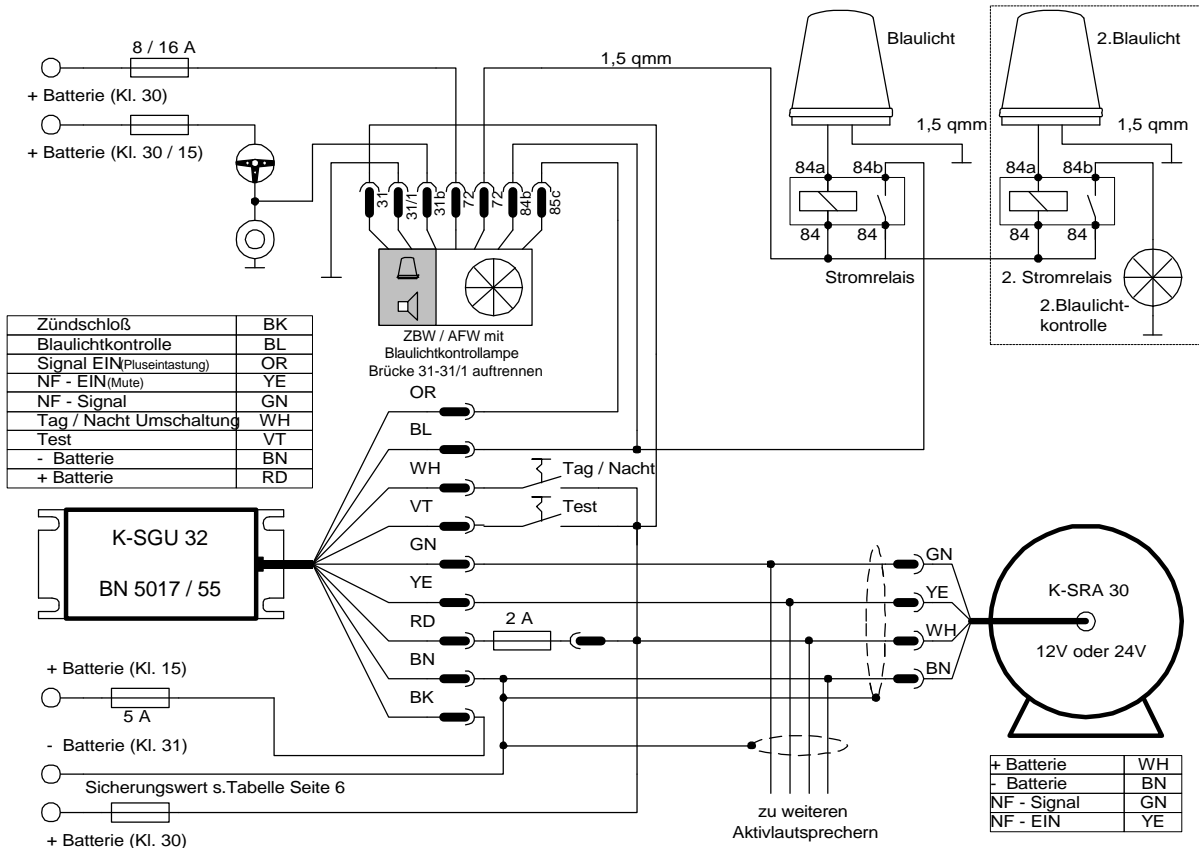 8 / 16 A
+ Batterie (Kl. 30)
+ Batterie (Kl. 30 / 15)
1,5 qmm
Blaulicht
2.Blaulicht
1,5 qmm
1,5 qmm
84a
84b
84a
84b
84
84
84
84
Stromrelais
2. Stromrelais
2.Blaulicht-
kontrolle
31
31/1
31b
72
72
84b
85c
ZBW / AFW mit
Blaulichtkontrollampe
Brücke 31-31/1 auftrennen
Zündschloß BK
Blaulichtkontrolle BL
Signal EIN(Pluseintastung) OR
NF - EIN(Mute) YE
NF - Signal GN
Tag / Nacht Umschaltung WH
Test VT
- Batterie BN
+ Batterie RD
K-SGU 32
BN 5017 / 55
OR
BL
WH
Tag / Nacht
VT
Test
GN
YE
RD
2 A
BN
BK
GN
YE
WH
BN
K-SRA 30
12V oder 24V
+ Batterie (Kl. 15)
5 A
- Batterie (Kl. 31)
Sicherungswert s.Tabelle Seite 6
+ Batterie (Kl. 30)
zu weiteren
Aktivlautsprechern
+ Batterie WH
- Batterie BN
NF - Signal GN
NF - EIN YE